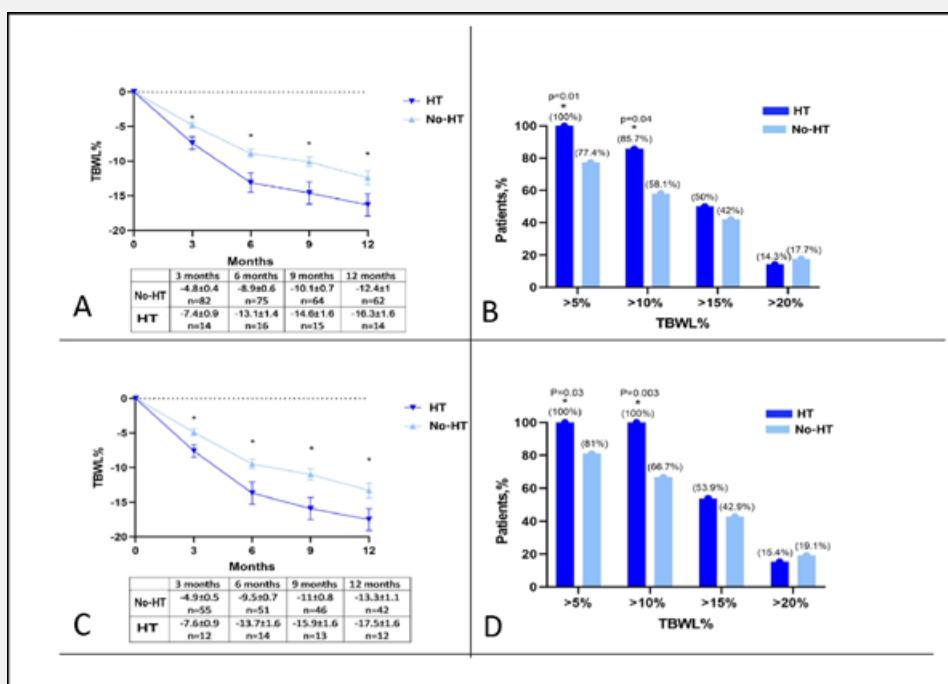 0
-5
-10
-15
-20
TBWL%
*
*
*
*
HT
No-HT
0 3 6 9 12
Months
3 months 6 months 9 months 12 months
No-HT -4.8±0.4 -8.9±0.6 -10.1±0.7 -12.4±1
n=82 n=75 n=64 n=62
HT -7.4±0.9 -13.1±1.4 -14.6±1.6 -16.3±1.6
n=14 n=16 n=15 n=14
A
p=0.01
*
(100%)
(77.4%)
p=0.04
*
(85.7%)
(58.1%)
(50%)
(42%)
(14.3%)
(17.7%)
HT
No-HT
100
80
60
40
20
0
Patients,%
>5% >10% >15% >20%
TBWL%
B
0
-5
-10
-15
-20
TBWL%
*
*
*
*
HT
No-HT
0 3 6 9 12
Months
3 months 6 months 9 months 12 months
No-HT -4.9±0.5 -9.5±0.7 -11±0.8 -13.3±1.1
n=55 n=51 n=46 n=42
HT -7.6±0.9 -13.7±1.6 -15.9±1.6 -17.5±1.6
n=12 n=14 n=13 n=12
C
P=0.03
*
(100%)
(81%)
P=0.003
*
(100%)
(66.7%)
(53.9%)
(42.9%)
(15.4%)
(19.1%)
HT
No-HT
100
80
60
40
20
0
Patients,%
>5% >10% >15% >20%
TBWL%
D